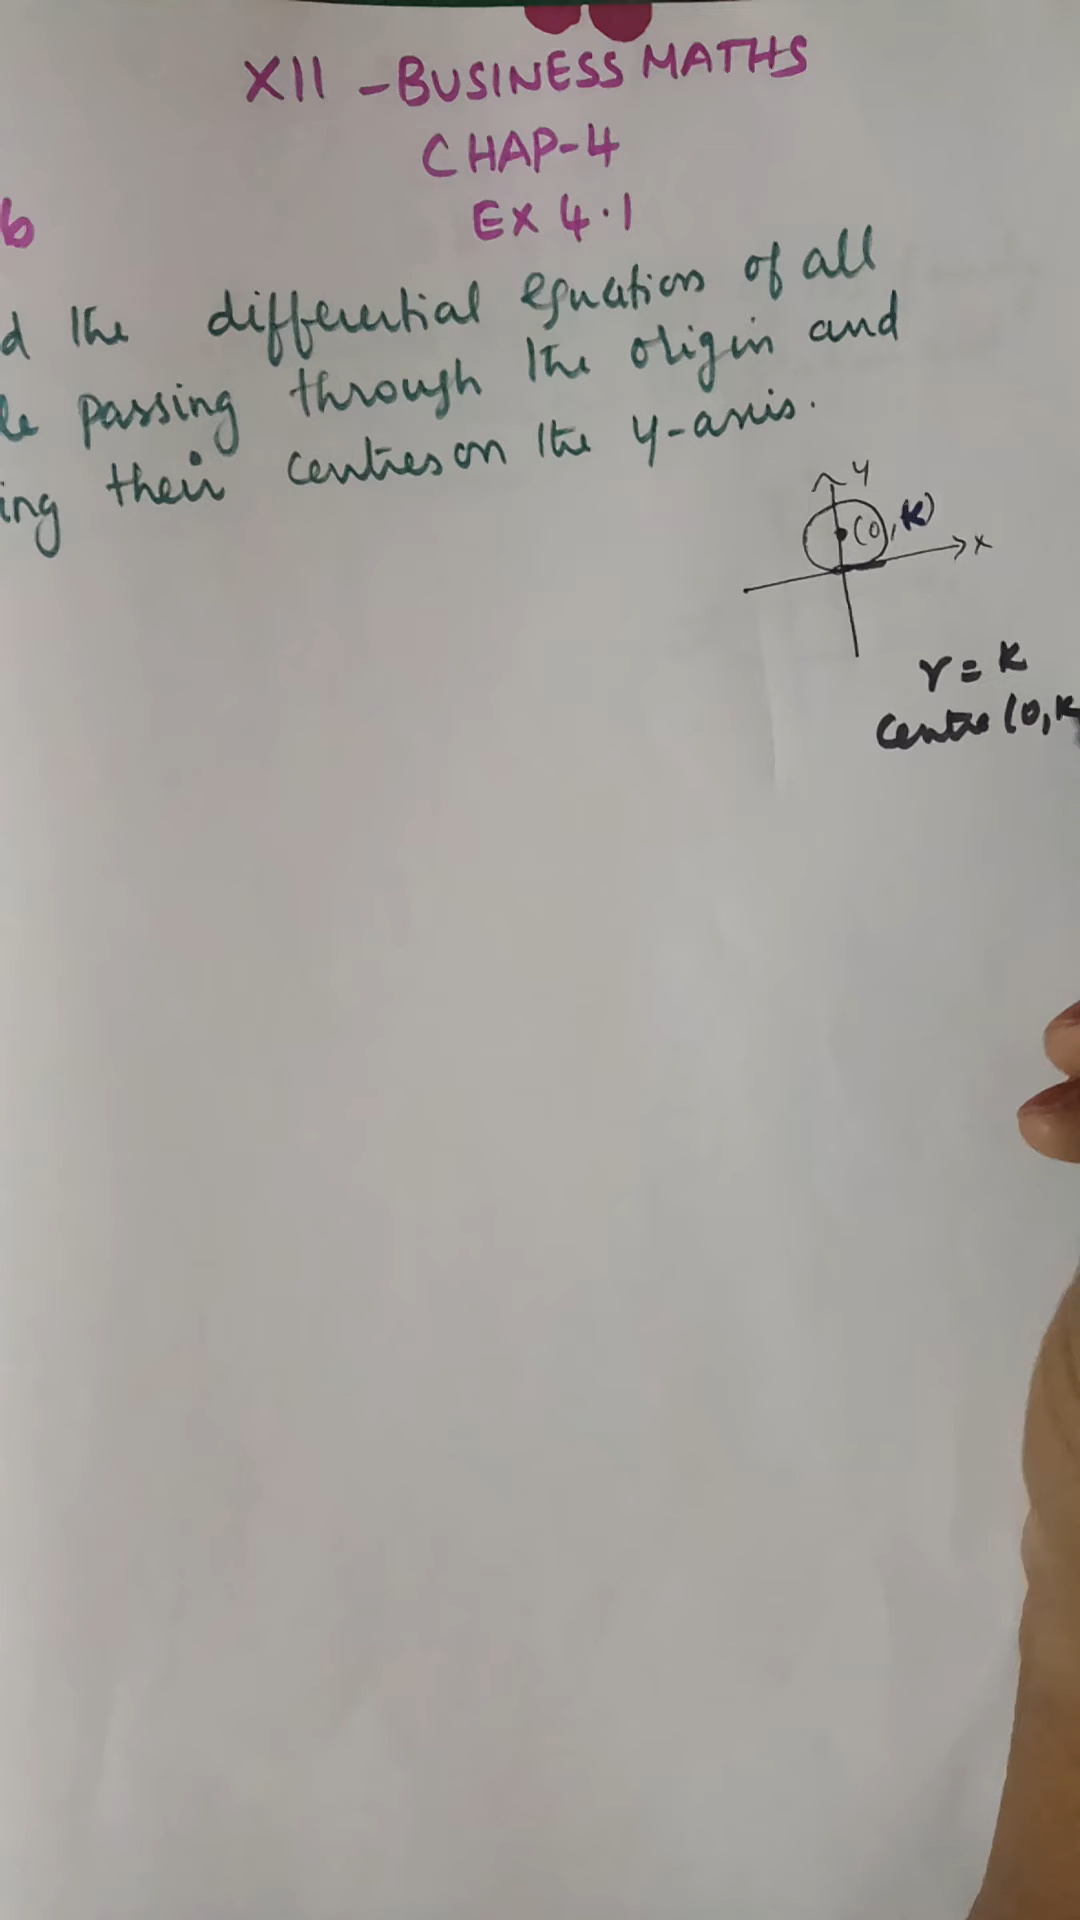 XII - BUSINESS MATHS
CHAP-4
EX 4.1
6
d the differential equation of all
le passing through the origin and
ing their centres on the y-axis.
y
(0, K)
x
r = K
Centre (0, K